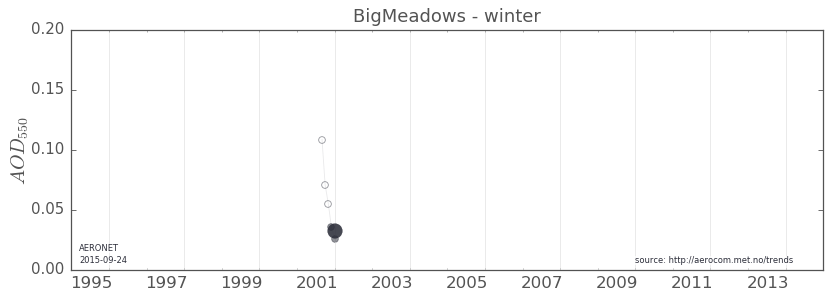 BigMeadows - winter
0.20
0.15
0.10
0.05
0.00
AOD550
AERONET
2015-09-24
source: http://aerocom.met.no/trends
1995 1997 1999 2001 2003 2005 2007 2009 2011 2013